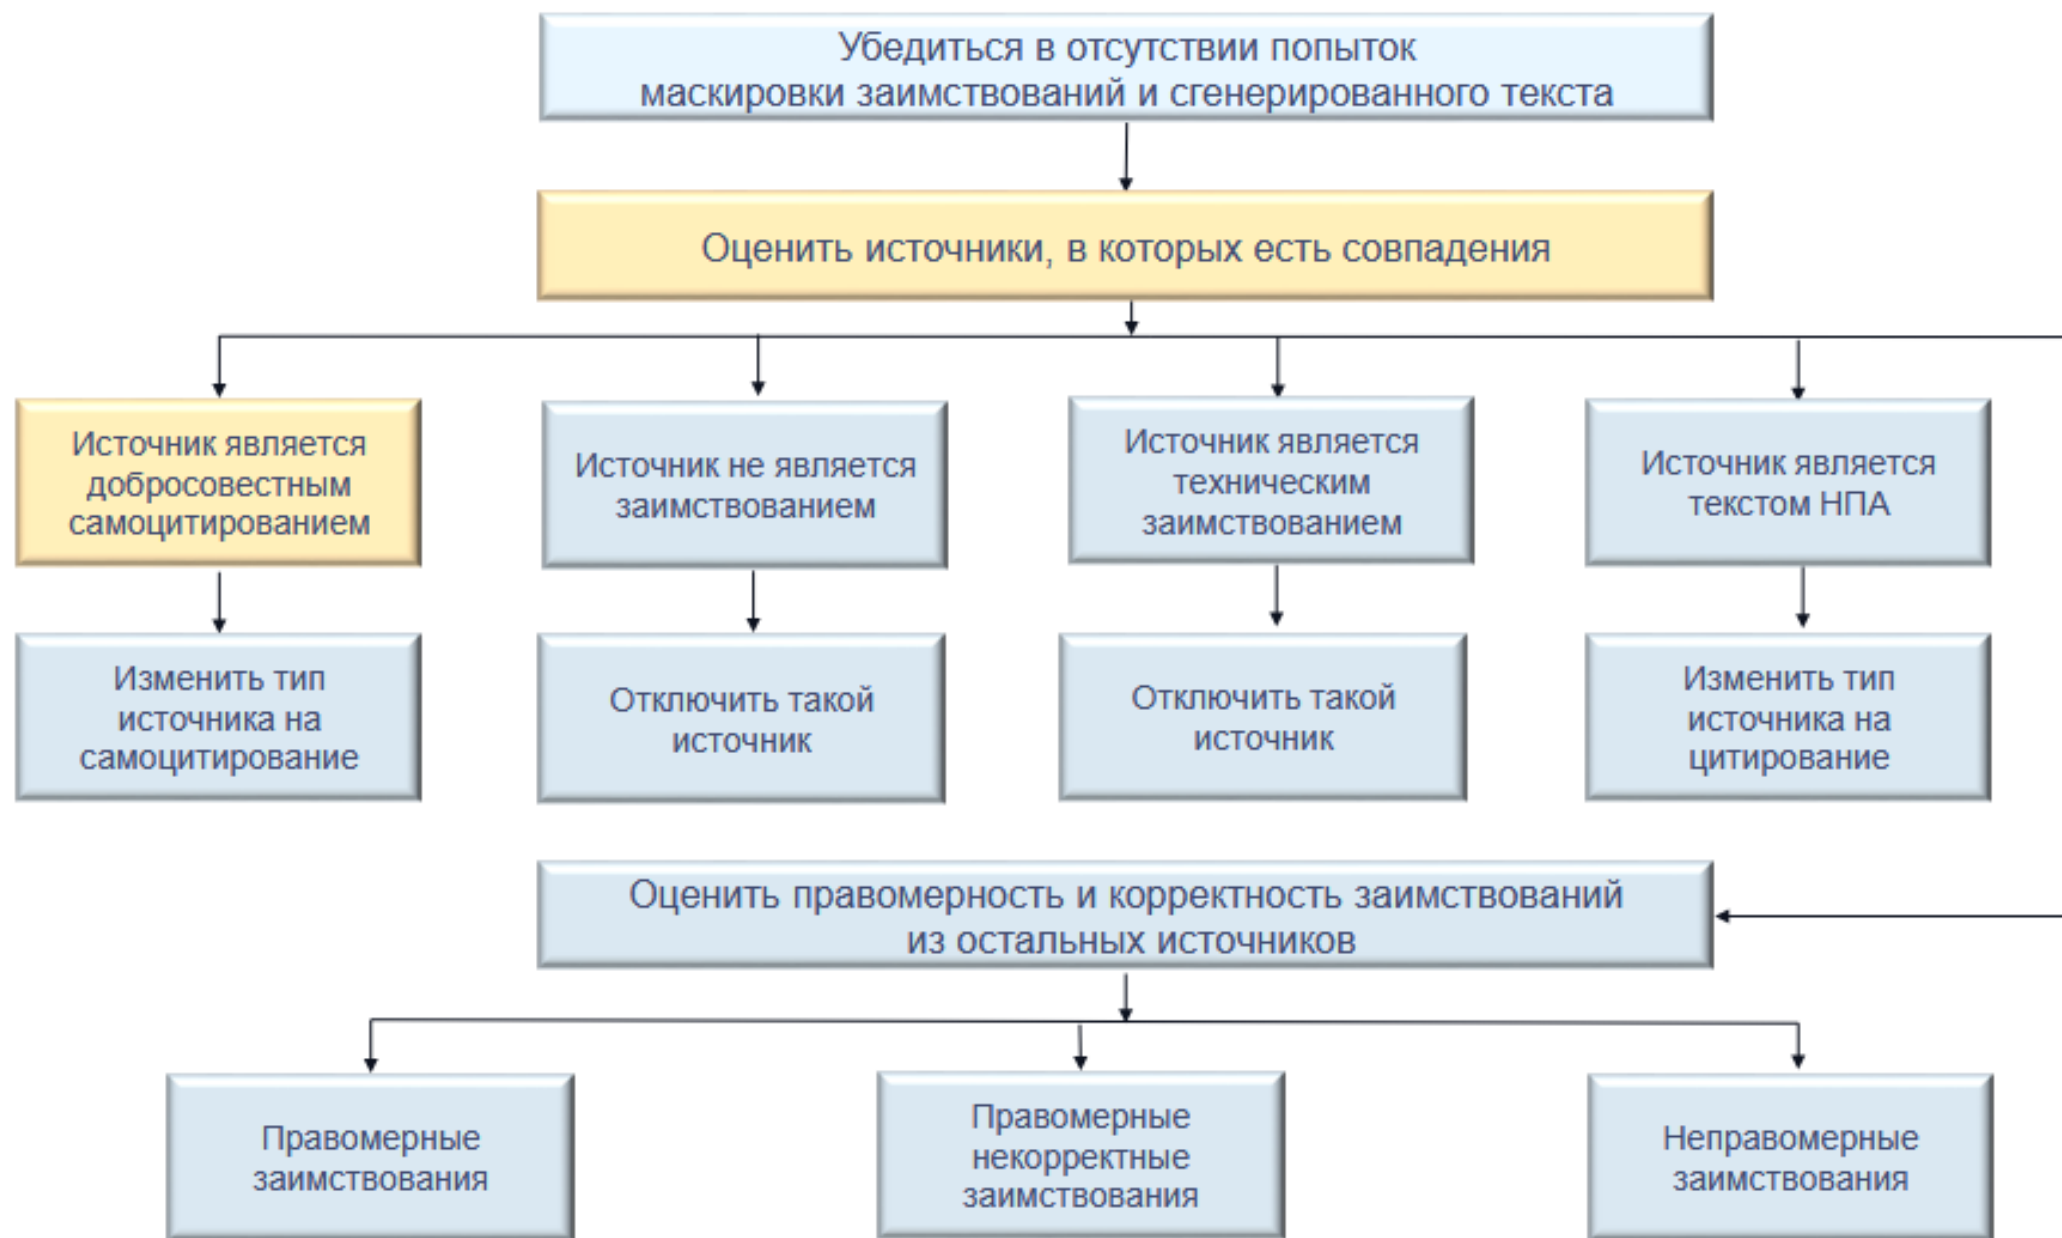 Убедиться в отсутствии попыток
маскировки заимствований и сгенерированного текста
Оценить источники, в которых есть совпадения
Источник является
добросовестным
самоцитированием
Источник не является
заимствованием
Источник является
техническим
заимствованием
Источник является
текстом НПА
Изменить тип
источника на
самоцитирование
Отключить такой
источник
Отключить такой
источник
Изменить тип
источника на
цитирование
Оценить правомерность и корректность заимствований
из остальных источников
Правомерные
заимствования
Правомерные
некорректные
заимствования
Неправомерные
заимствования